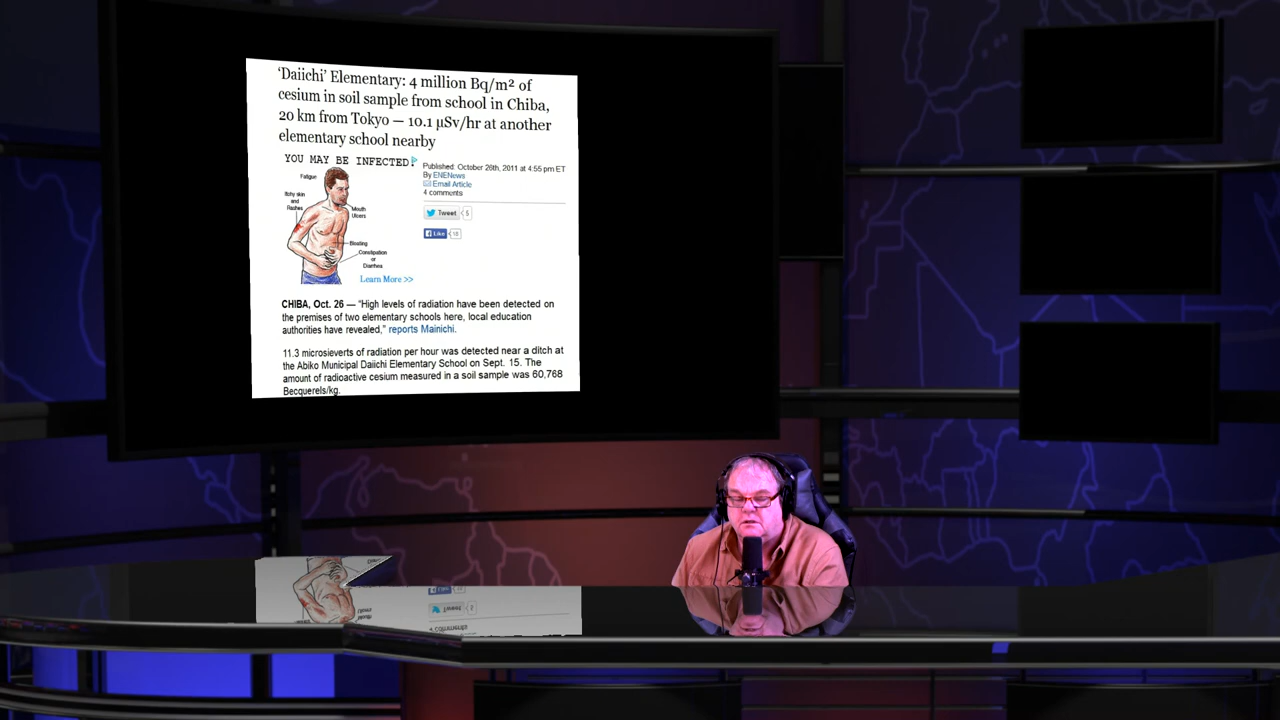 ‘Daiichi’ Elementary: 4 million Bq/m² of
cesium in soil sample from school in Chiba,
20 km from Tokyo — 10.1 µSv/hr at another
elementary school nearby
YOU MAY BE INFECTED!
Fatigue
Itchy skin
and
Rashes
Mouth
Ulcers
Bloating
Constipation
or
Diarrhea
Learn More >>
Published: October 26th, 2011 at 4:55 pm ET
By ENENews
Email Article
4 comments
Tweet 5
Like 18
CHIBA, Oct. 26 — “High levels of radiation have been detected on
the premises of two elementary schools here, local education
authorities have revealed,” reports Mainichi.
11.3 microsieverts of radiation per hour was detected near a ditch at
the Abiko Municipal Daiichi Elementary School on Sept. 15. The
amount of radioactive cesium measured in a soil sample was 60,768
Becquerels/kg.